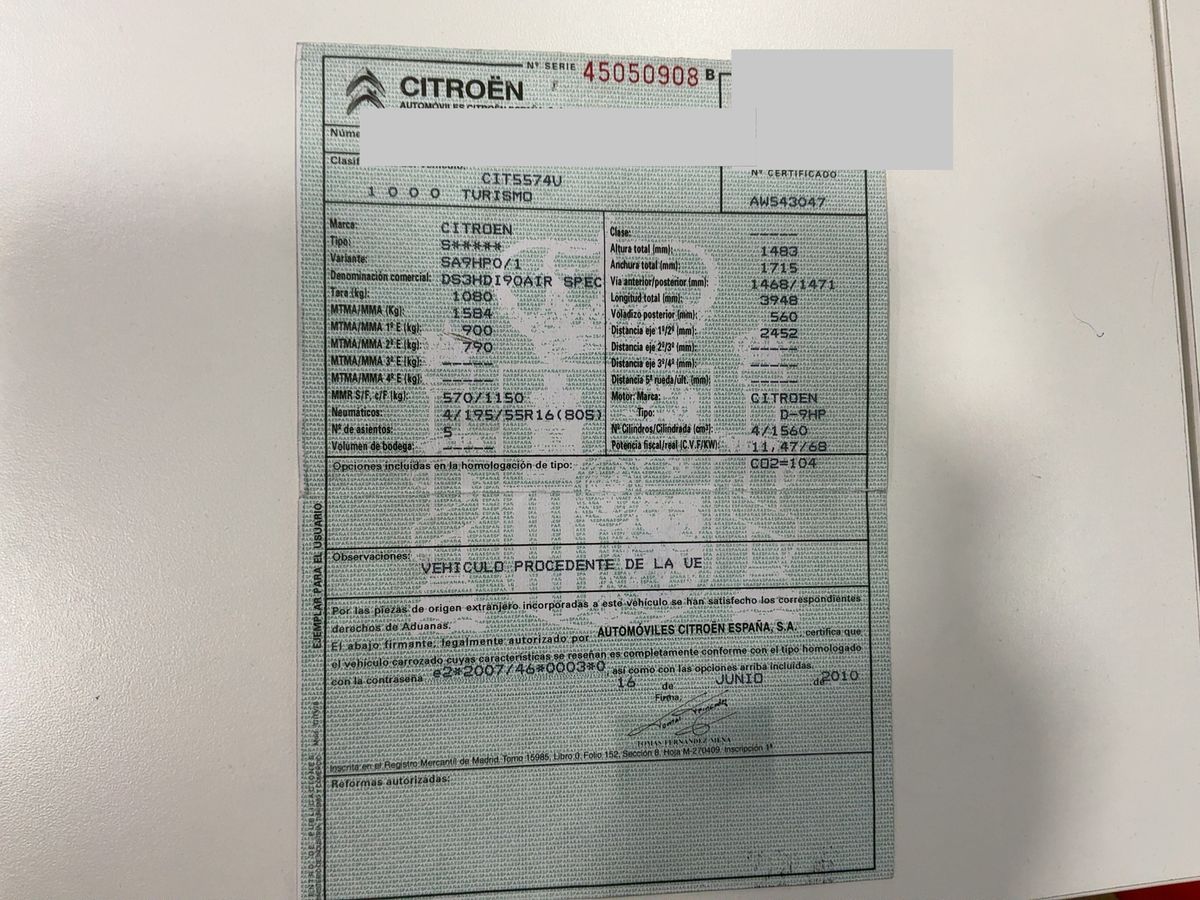 Nº SERIE 45050908 B
CITROËN
AUTOMÓVILES CITROËN ESPAÑA, S.A.
CIT5574U
1 0 0 0 TURISMO
Nº CERTIFICADO
AW543047
Marca: CITROEN
Tipo: S*****
Variante: SA9HP0/1
Denominación comercial: DS3HDI90AIR SPEC
Tara (kg): 1080
MTMA/MMA (Kg): 1584
MTMA/MMA 1º E (kg): 900
MTMA/MMA 2º E (kg): 790
MTMA/MMA 3º E (kg): -----
MTMA/MMA 4º E (kg): -----
MMR S/F, c/F (kg): 570/1150
Neumáticos: 4/195/55R16(80S)
Nº de asientos: 5
Volumen de bodega: -----
Clase: -----
Altura total (mm): 1483
Anchura total (mm): 1715
Via anterior/posterior (mm): 1468/1471
Longitud total (mm): 3948
Voladizo posterior (mm): 560
Distancia eje 1º/2º (mm): 2452
Distancia eje 2º/3º (mm): -----
Distancia eje 3º/4º (mm): -----
Distancia 5ª rueda/ult. (mm): -----
Motor: Marca: CITROEN
Tipo: D-9HP
Nº Cilindros/Cilindrada (cm³): 4/1560
Potencia fiscal/real (C.V.F/KW): 11,47/68
CO2=104
Opciones incluidas en la homologación de tipo:
Observaciones: VEHICULO PROCEDENTE DE LA UE
Por las piezas de origen extranjero incorporadas a este vehículo se han satisfecho los correspondientes
derechos de Aduanas.
El abajo firmante, legalmente autorizado por AUTOMÓVILES CITROËN ESPAÑA, S.A. certifica que
el vehículo carrozado cuyas características se reseñan es completamente conforme con el tipo homologado
con la contraseña e2*2007/46*0003*0, así como con las opciones arriba incluidas.
16 de JUNIO de 2010
Firma,
TOMAS FERNANDEZ MENA
Inscrita en el Registro Mercantil de Madrid. Tomo 15985, Libro 0, Folio 152, Sección 8, Hoja M-270409, Inscripción 1ª
Reformas autorizadas:
EJEMPLAR PARA EL USUARIO